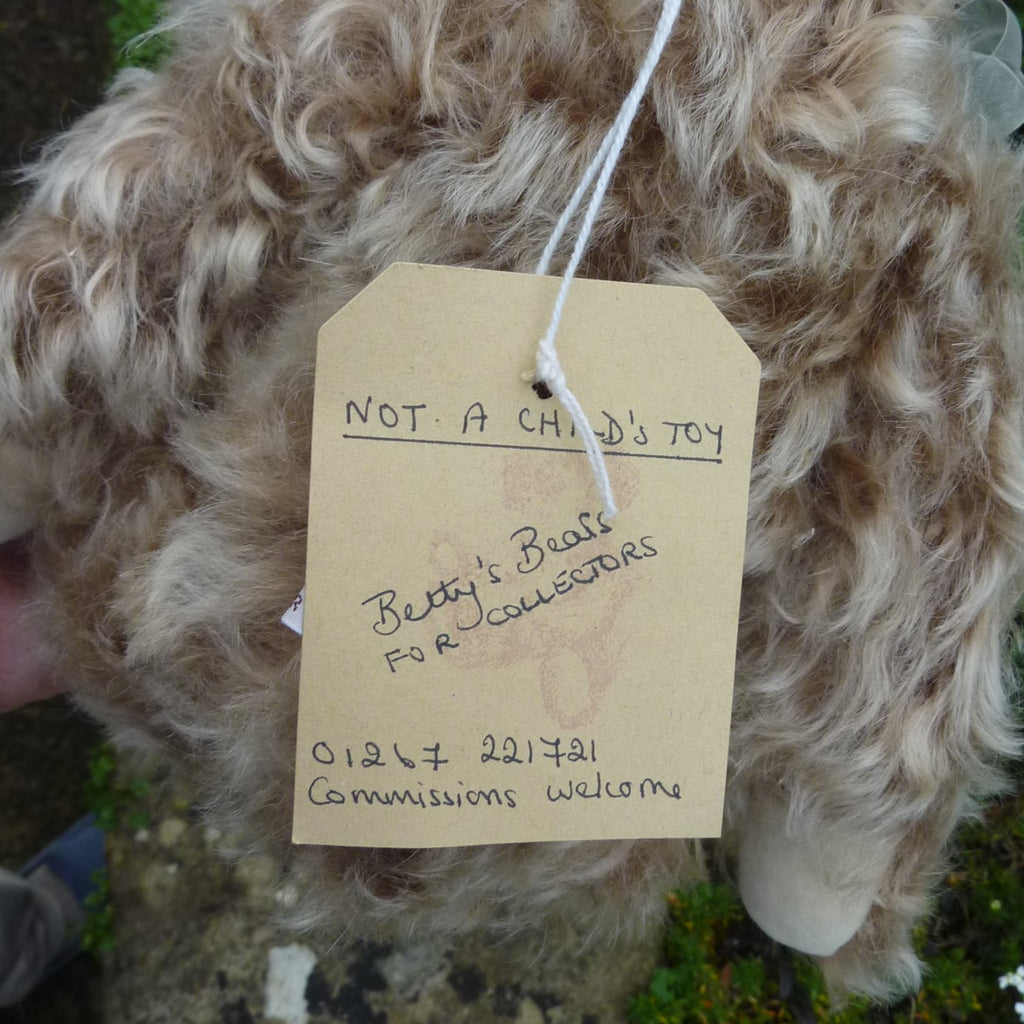 NOT A CHILD'S TOY
Betty's Bears
FOR COLLECTORS
01267 221721
Commissions welcome